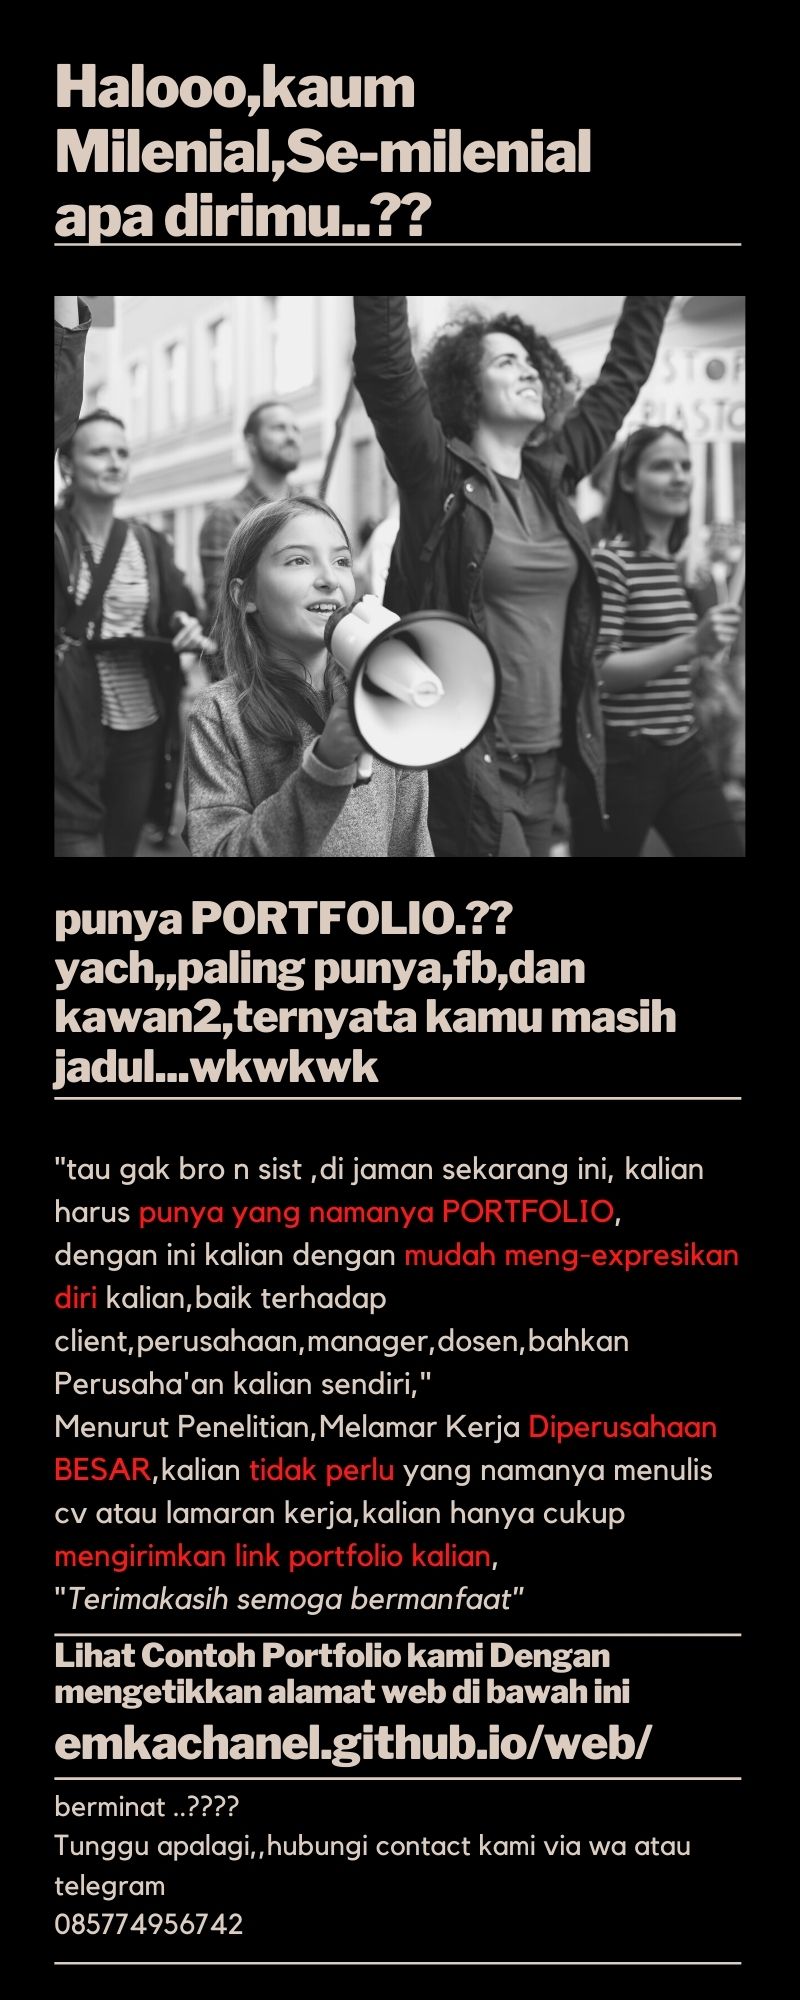 Halooo,kaum
Milenial,Se-milenial
apa dirimu..??
STOP
punya PORTFOLIO.??
yach,,paling punya,fb,dan
kawan2,ternyata kamu masih
jadul...wkwkwk
"tau gak bro n sist ,di jaman sekarang ini, kalian
harus punya yang namanya PORTFOLIO,
dengan ini kalian dengan mudah meng-expresikan
diri kalian,baik terhadap
client,perusahaan,manager,dosen,bahkan
Perusaha'an kalian sendiri,"
Menurut Penelitian,Melamar Kerja Diperusahaan
BESAR,kalian tidak perlu yang namanya menulis
cv atau lamaran kerja,kalian hanya cukup
mengirimkan link portfolio kalian,
"Terimakasih semoga bermanfaat"
Lihat Contoh Portfolio kami Dengan
mengetikkan alamat web di bawah ini
emkachanel.github.io/web/
berminat ..????
Tunggu apalagi,,hubungi contact kami via wa atau
telegram
085774956742